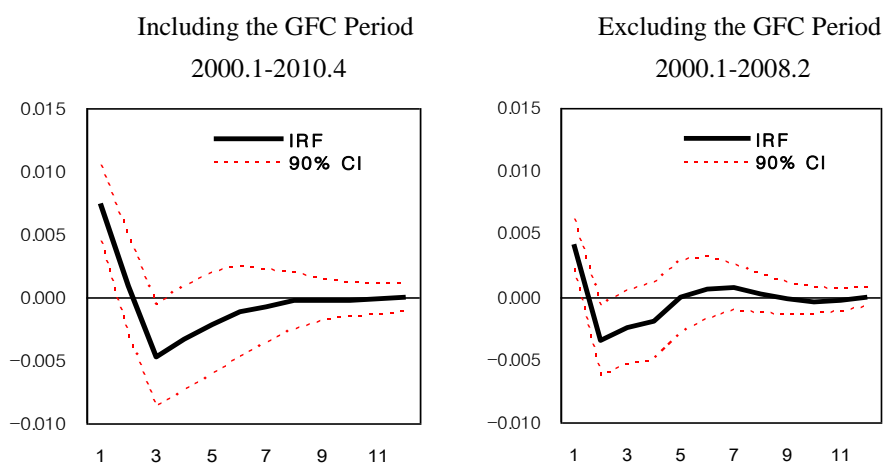 Including the GFC Period
2000.1-2010.4
0.015
0.010
0.005
0.000
−0.005
−0.010
IRF
90% CI
1 3 5 7 9 11
Excluding the GFC Period
2000.1-2008.2
0.015
0.010
0.005
0.000
−0.005
−0.010
IRF
90% CI
1 3 5 7 9 11